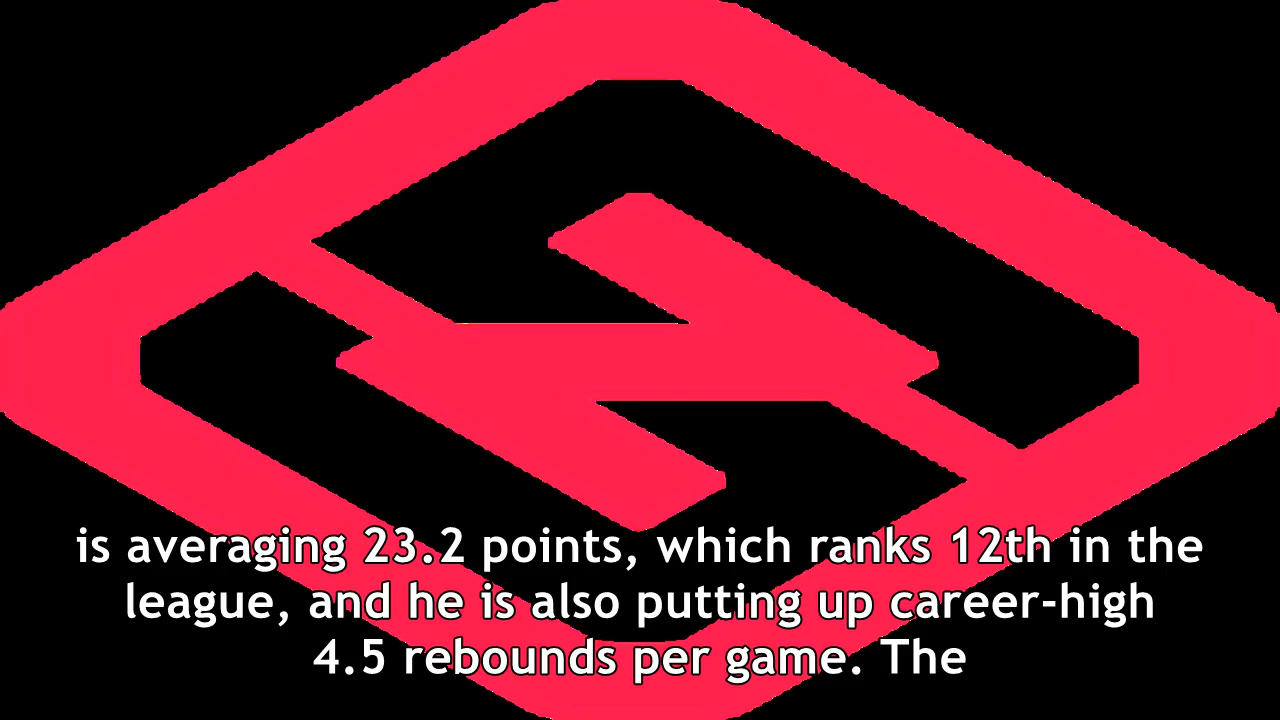 is averaging 23.2 points, which ranks 12th in the
league, and he is also putting up career-high
4.5 rebounds per game. The